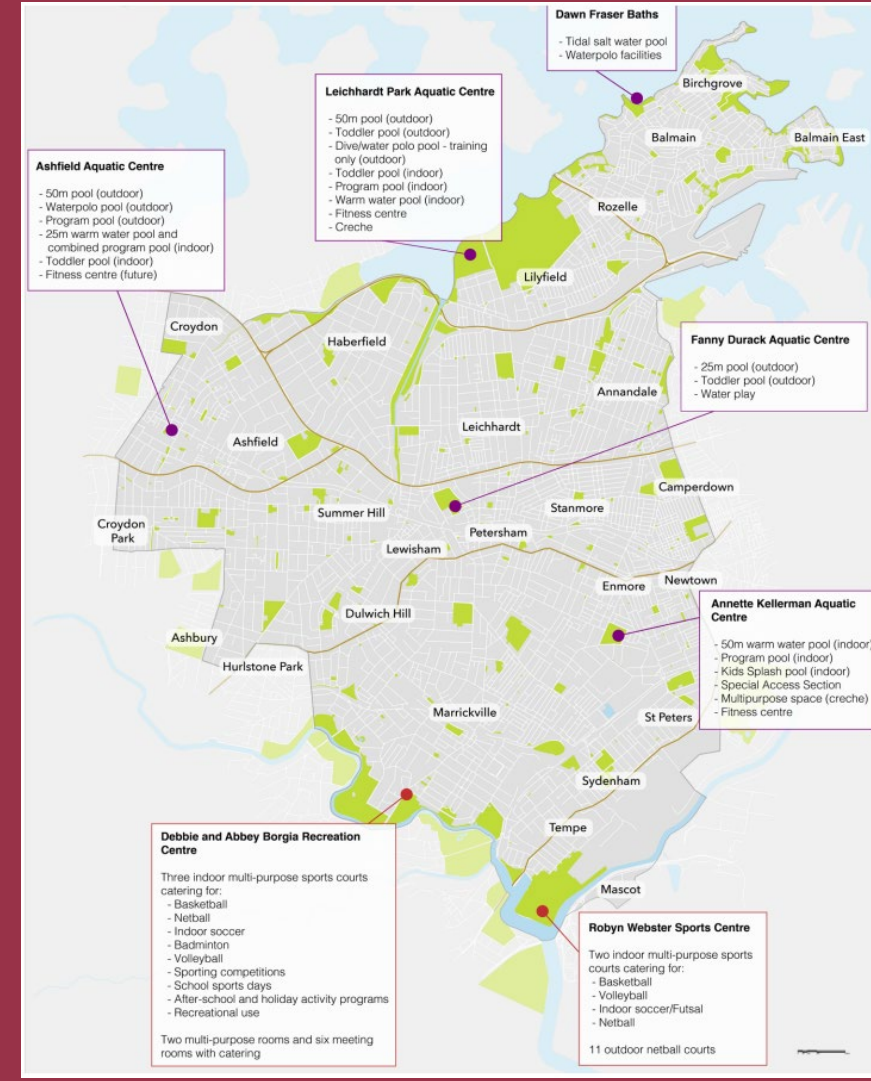 Dawn Fraser Baths
- Tidal salt water pool
- Waterpolo facilities
Leichhardt Park Aquatic Centre
- 50m pool (outdoor)
- Toddler pool (outdoor)
- Dive/water polo pool - training
only (outdoor)
- Toddler pool (indoor)
- Program pool (indoor)
- Warm water pool (indoor)
- Fitness centre
- Creche
Ashfield Aquatic Centre
- 50m pool (outdoor)
- Waterpolo pool (outdoor)
- Program pool (outdoor)
- 25m warm water pool and
combined program pool (indoor)
- Toddler pool (indoor)
- Fitness centre (future)
Birchgrove
Balmain
Balmain East
Rozelle
Lilyfield
Croydon
Haberfield
Fanny Durack Aquatic Centre
- 25m pool (outdoor)
- Toddler pool (outdoor)
- Water play
Annandale
Leichhardt
Ashfield
Camperdown
Summer Hill
Stanmore
Croydon
Park
Petersham
Lewisham
Enmore
Newtown
Dulwich Hill
Ashbury
Hurlstone Park
Annette Kellerman Aquatic
Centre
- 50m warm water pool (indoor)
- Program pool (indoor)
- Kids Splash pool (indoor)
- Special Access Section
- Multipurpose space (creche)
- Fitness centre
Marrickville
St Peters
Sydenham
Tempe
Mascot
Debbie and Abbey Borgia Recreation
Centre
Three indoor multi-purpose sports courts
catering for:
- Basketball
- Netball
- Indoor soccer
- Badminton
- Volleyball
- Sporting competitions
- School sports days
- After-school and holiday activity programs
- Recreational use
Two multi-purpose rooms and six meeting
rooms with catering
Robyn Webster Sports Centre
Two indoor multi-purpose sports
courts catering for:
- Basketball
- Volleyball
- Indoor soccer/Futsal
- Netball
11 outdoor netball courts